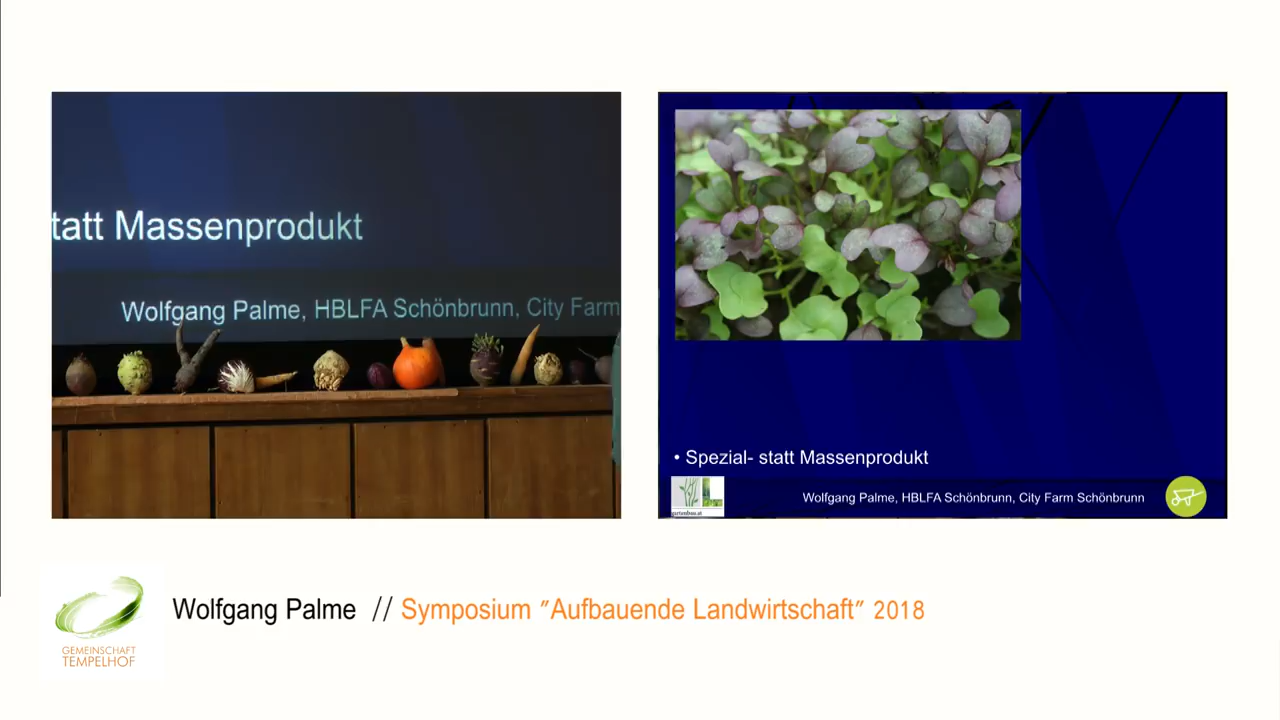 tatt Massenprodukt
Wolfgang Palme, HBLFA Schönbrunn, City Farm
• Spezial- statt Massenprodukt
gartenbau.at
Wolfgang Palme, HBLFA Schönbrunn, City Farm Schönbrunn
GEMEINSCHAFT
TEMPELHOF
Wolfgang Palme // Symposium "Aufbauende Landwirtschaft" 2018